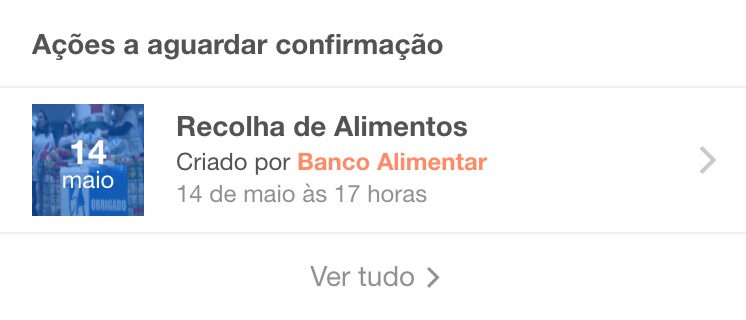 Ações a aguardar confirmação
14
maio
OBRIGADO
Recolha de Alimentos
Criado por Banco Alimentar
14 de maio às 17 horas
Ver tudo